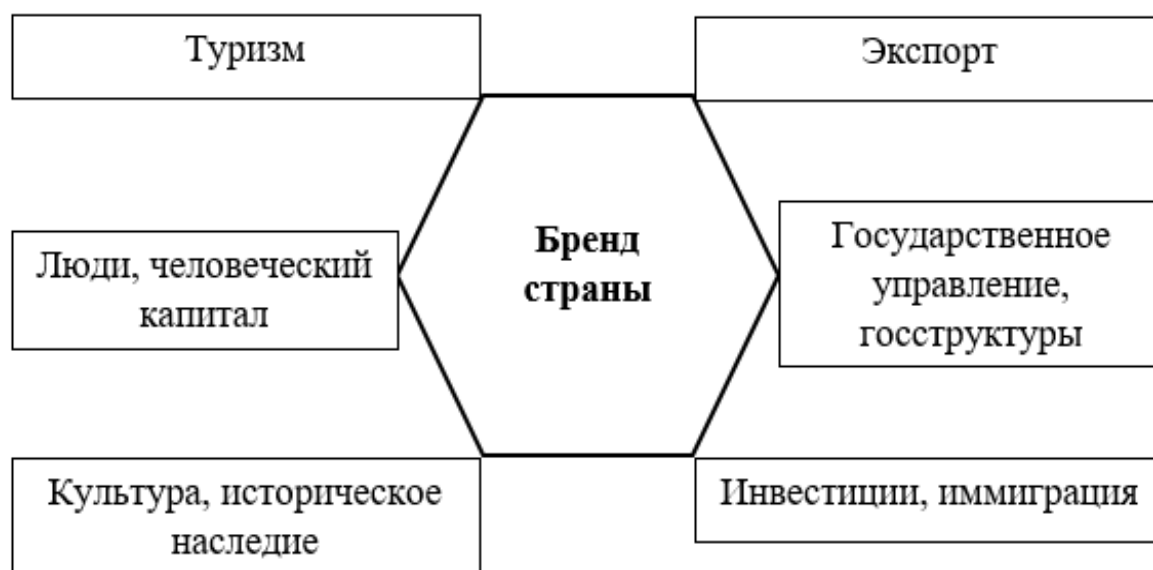 Туризм
Экспорт
Люди, человеческий
капитал
Бренд
страны
Государственное
управление,
госструктуры
Культура, историческое
наследие
Инвестиции, иммиграция